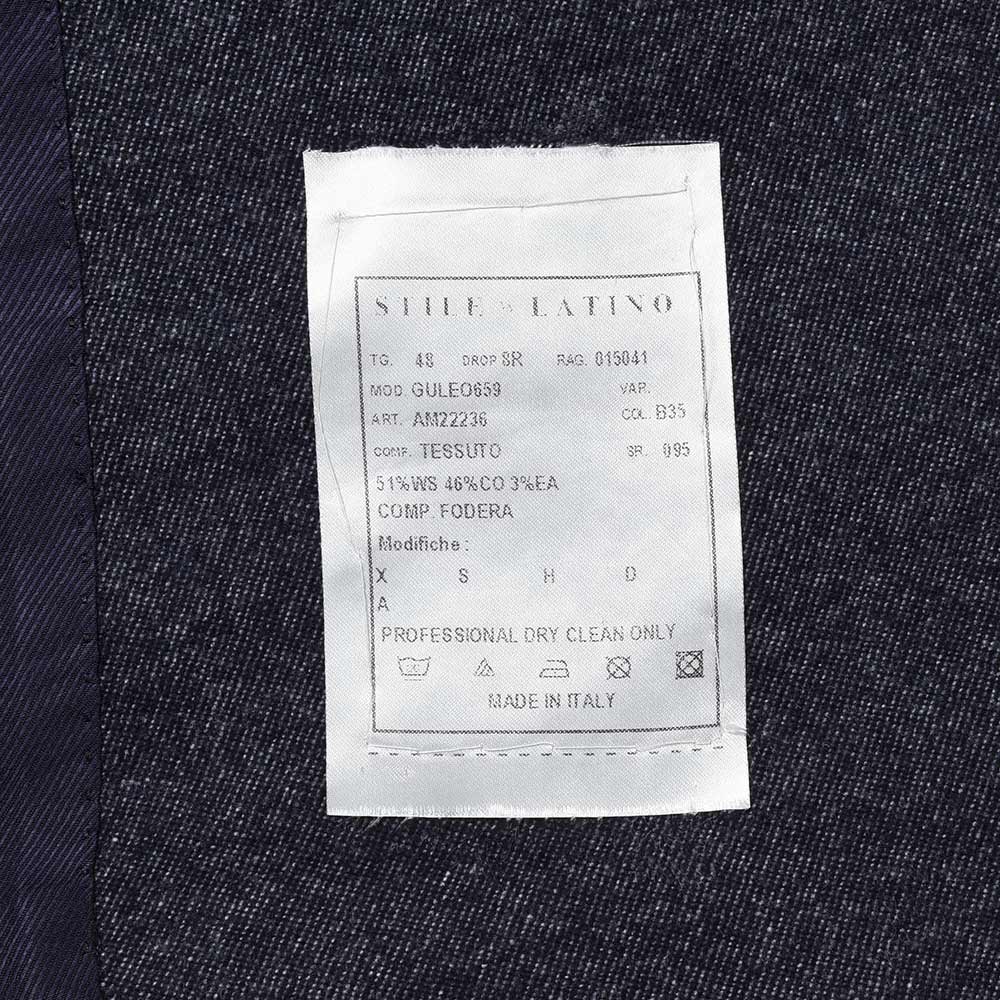 STILE LATINO
TG. 48 DROP 8R RAG. 015041
MOD. GULEO659 VAR.
ART. AM22236 COL. B35
COMP. TESSUTO SR. 095
51%WS 46%CO 3%EA
COMP. FODERA
Modifiche :
X S H D
A
PROFESSIONAL DRY CLEAN ONLY
MADE IN ITALY